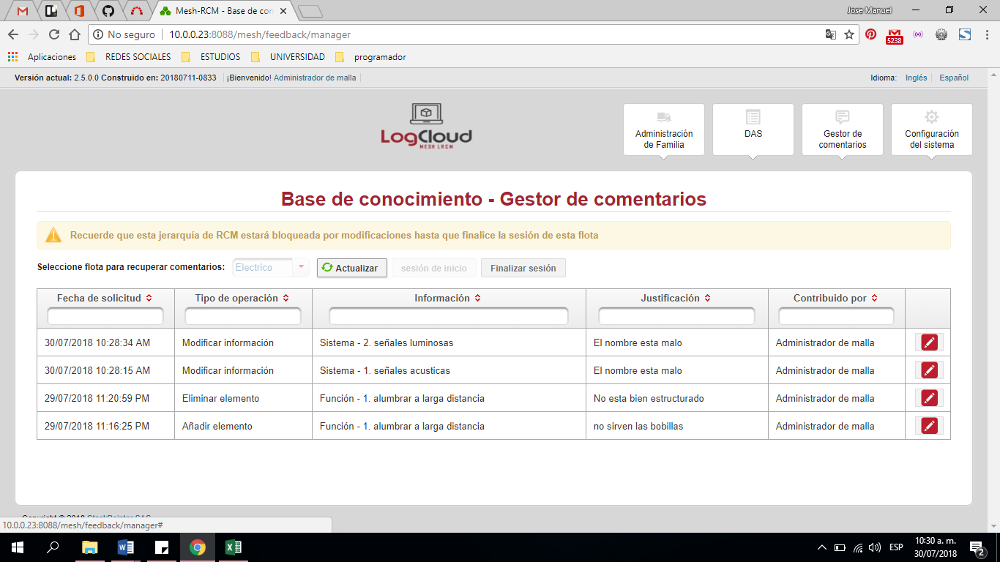 Mesh-RCM - Base de con
Jose Manuel
No seguro
10.0.0.23:8088/mesh/feedback/manager
5238
Aplicaciones
REDES SOCIALES
ESTUDIOS
UNIVERSIDAD
programador
Versión actual: 2.5.0.0 Construido en: 20180711-0833
¡Bienvenido! Administrador de malla
Idioma: Inglés Español
LogCloud
MESH LRCM
Administración
de Familia
DAS
Gestor de
comentarios
Configuración
del sistema
Base de conocimiento - Gestor de comentarios
Recuerde que esta jerarquía de RCM estará bloqueada por modificaciones hasta que finalice la sesión de esta flota
Seleccione flota para recuperar comentarios: Electrico Actualizar sesión de inicio Finalizar sesión
Fecha de solicitud Tipo de operación Información Justificación Contribuido por
30/07/2018 10:28:34 AM Modificar información Sistema - 2. señales luminosas El nombre esta malo Administrador de malla
30/07/2018 10:28:15 AM Modificar información Sistema - 1. señales acusticas El nombre esta malo Administrador de malla
29/07/2018 11:20:59 PM Eliminar elemento Función - 1. alumbrar a larga distancia No esta bien estructurado Administrador de malla
29/07/2018 11:16:25 PM Añadir elemento Función - 1. alumbrar a larga distancia no sirven las bobillas Administrador de malla
Copyright © 2018 StackPointer SAS
10.0.0.23:8088/mesh/feedback/manager#
ESP
10:30 a. m.
30/07/2018
2